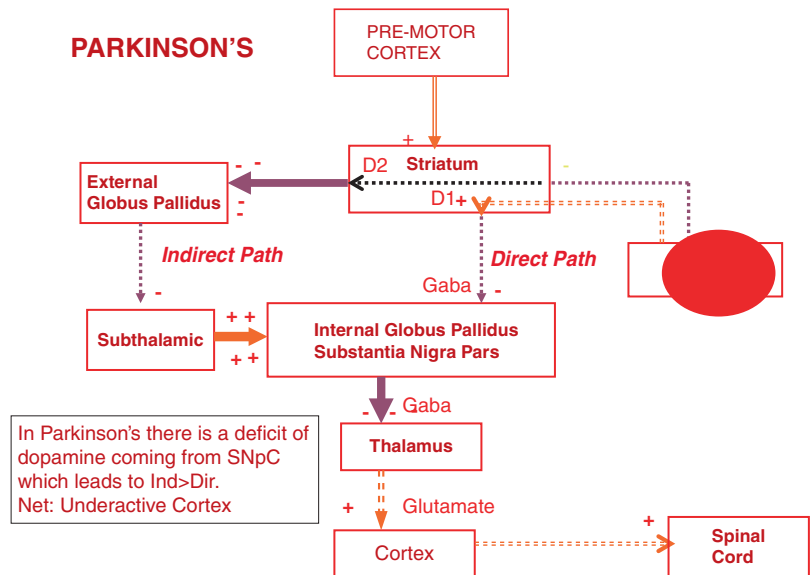 PARKINSON'S
PRE-MOTOR
CORTEX
+
D2
Striatum
-
- -
-
-
External
Globus Pallidus
D1+
Indirect Path
Direct Path
Gaba
-
-
Subthalamic
+ +
+ +
Internal Globus Pallidus
Substantia Nigra Pars
Gaba
- - -
Thalamus
In Parkinson's there is a deficit of
dopamine coming from SNpC
which leads to Ind>Dir.
Net: Underactive Cortex
+
Glutamate
Cortex
+
Spinal
Cord